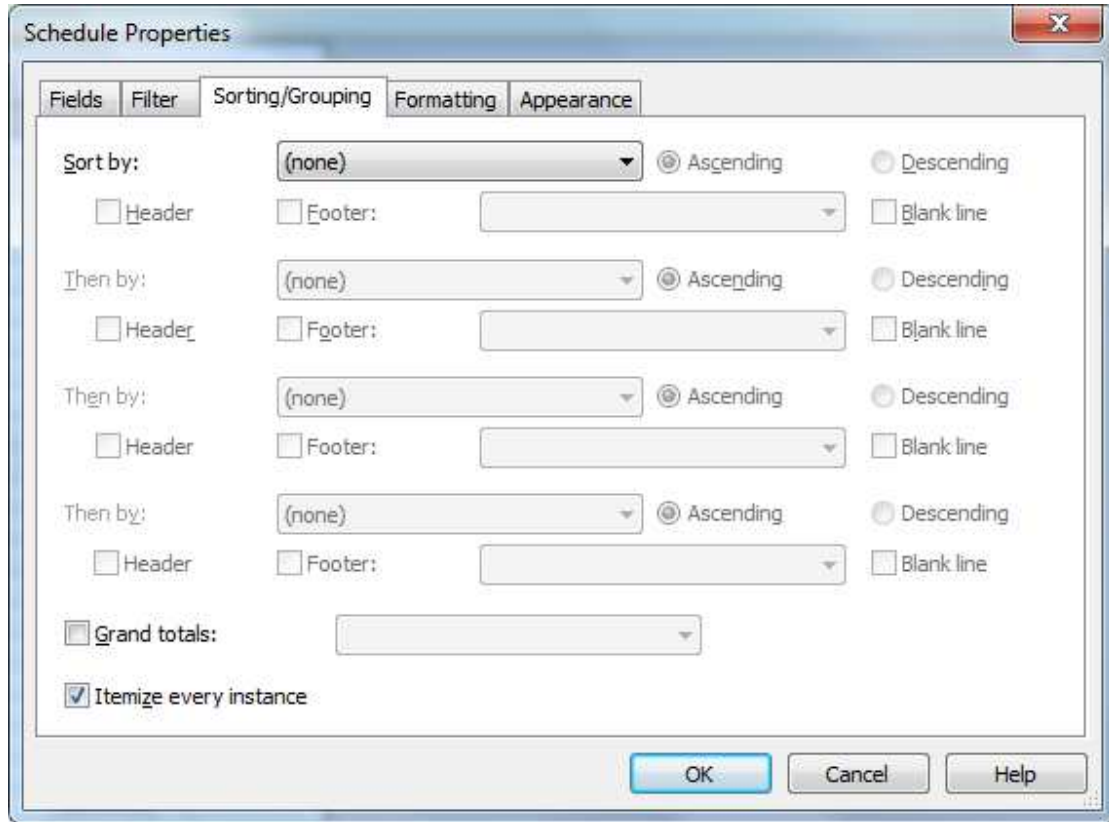 Schedule Properties
Fields Filter Sorting/Grouping Formatting Appearance
Sort by: (none) Ascending Descending
Header Footer: Blank line
Then by: (none) Ascending Descending
Header Footer: Blank line
Then by: (none) Ascending Descending
Header Footer: Blank line
Then by: (none) Ascending Descending
Header Footer: Blank line
Grand totals:
Itemize every instance
OK Cancel Help